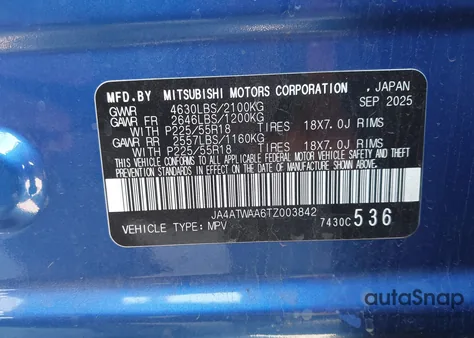 MFD.BY MITSUBISHI MOTORS CORPORATION , JAPAN
GVWR 4630LBS/2100KG SEP 2025
GAWR FR 2646LBS/1200KG
WITH P225/55R18 TIRES 18X7.0J RIMS
GAWR RR 2557LBS/1160KG
WITH P225/55R18 TIRES 18X7.0J RIMS
THIS VEHICLE CONFORMS TO ALL APPLICABLE FEDERAL MOTOR VEHICLE SAFETY AND THEFT
PREVENTION STANDARDS IN EFFECT ON THE DATE OF MANUFACTURE SHOWN ABOVE.
JA4ATWAA6TZ003842
VEHICLE TYPE: MPV 7430C 536
autoSnap